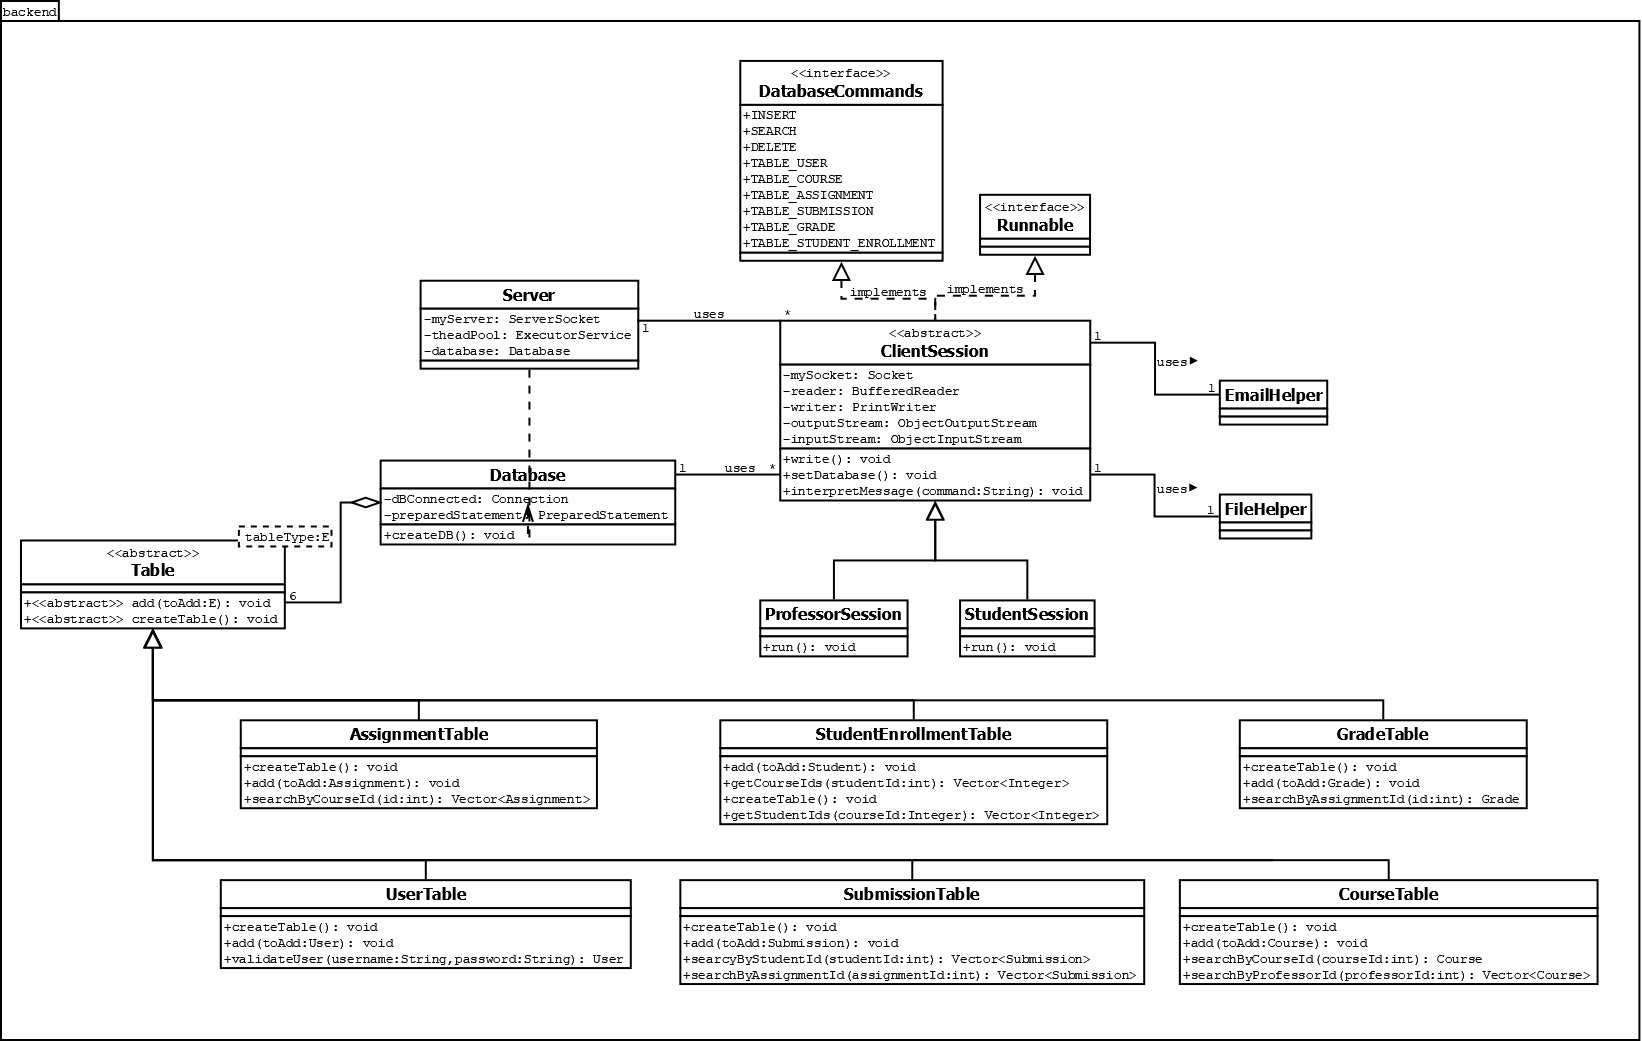 backend
<<interface>>
DatabaseCommands
+INSERT
+SEARCH
+DELETE
+TABLE_USER
+TABLE_COURSE
+TABLE_ASSIGNMENT
+TABLE_SUBMISSION
+TABLE_GRADE
+TABLE_STUDENT_ENROLLMENT
<<interface>>
Runnable
implements
implements
Server
-myServer: ServerSocket
-theadPool: ExecutorService
-database: Database
1
uses
*
<<abstract>>
ClientSession
-mySocket: Socket
-reader: BufferedReader
-writer: PrintWriter
-outputStream: ObjectOutputStream
-inputStream: ObjectInputStream
+write(): void
+setDatabase(): void
+interpretMessage(command:String): void
1
uses
1
EmailHelper
1
uses
1
FileHelper
Database
-dBConnected: Connection
-preparedStatement: PreparedStatement
+createDB(): void
1
uses
*
tableType:E
<<abstract>>
Table
+<<abstract>> add(toAdd:E): void
+<<abstract>> createTable(): void
6
ProfessorSession
+run(): void
StudentSession
+run(): void
AssignmentTable
+createTable(): void
+add(toAdd:Assignment): void
+searchByCourseId(id:int): Vector<Assignment>
StudentEnrollmentTable
+add(toAdd:Student): void
+getCourseIds(studentId:int): Vector<Integer>
+createTable(): void
+getStudentIds(courseId:Integer): Vector<Integer>
GradeTable
+createTable(): void
+add(toAdd:Grade): void
+searchByAssignmentId(id:int): Grade
UserTable
+createTable(): void
+add(toAdd:User): void
+validateUser(username:String,password:String): User
SubmissionTable
+createTable(): void
+add(toAdd:Submission): void
+searcyByStudentId(studentId:int): Vector<Submission>
+searchByAssignmentId(assignmentId:int): Vector<Submission>
CourseTable
+createTable(): void
+add(toAdd:Course): void
+searchByCourseId(courseId:int): Course
+searchByProfessorId(professorId:int): Vector<Course>